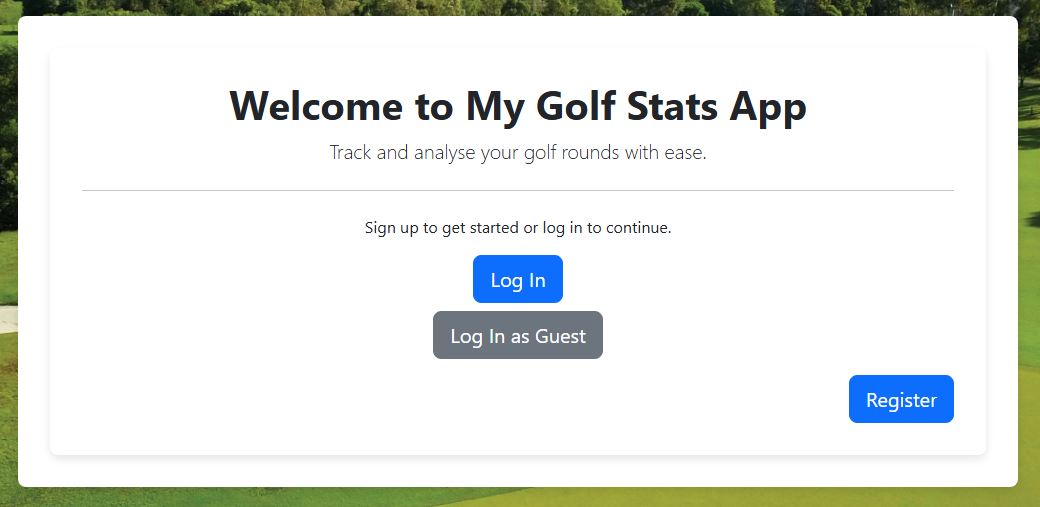 Welcome to My Golf Stats App
Track and analyse your golf rounds with ease.
Sign up to get started or log in to continue.
Log In
Log In as Guest
Register